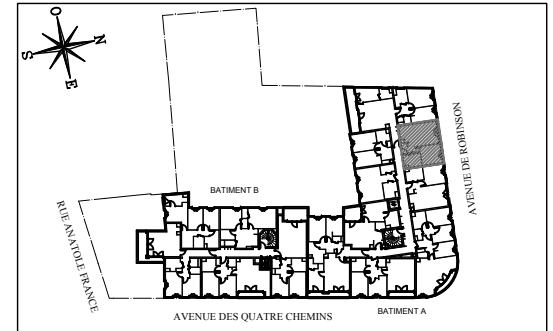 O
N
S
E
AVENUE DE ROBINSON
BATIMENT B
RUE ANATOLE FRANCE
AVENUE DES QUATRE CHEMINS
BATIMENT A